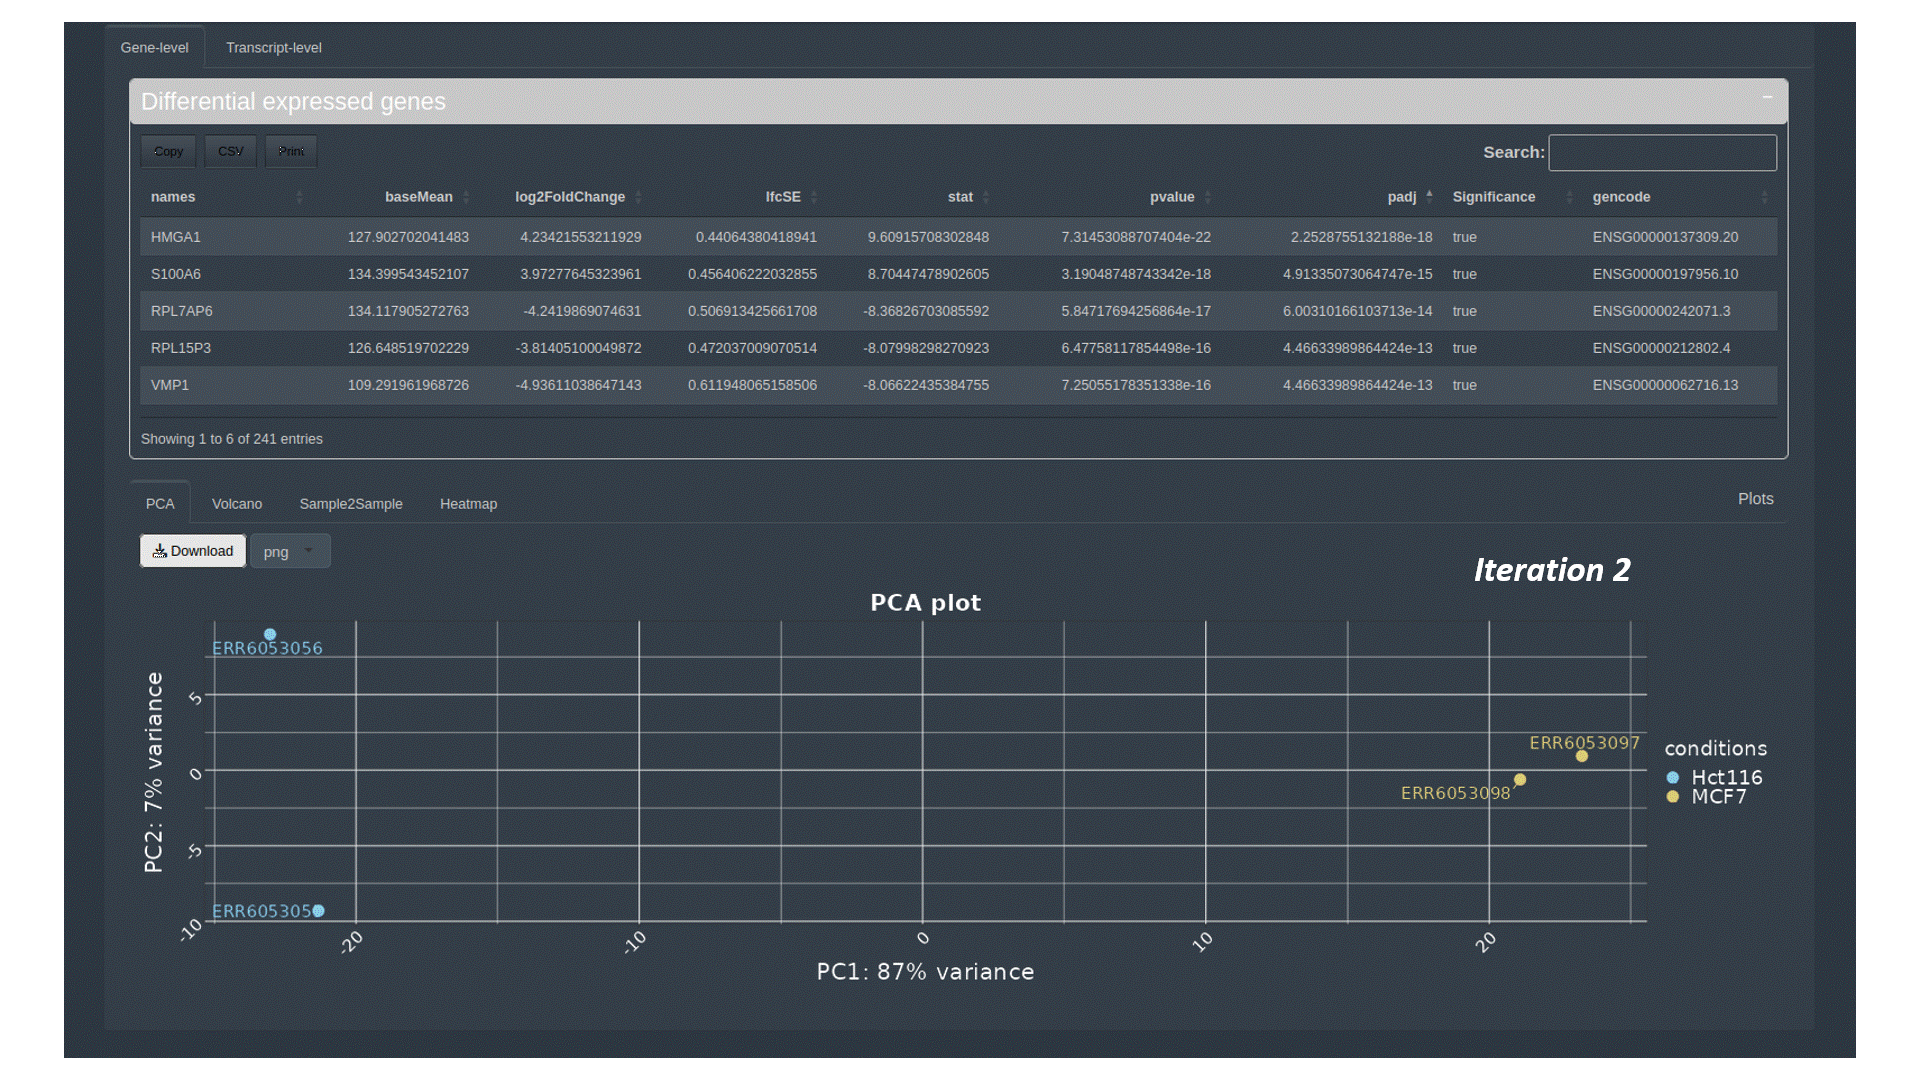 Gene-level Transcript-level
Differential expressed genes −
Copy CSV Print Search:
names baseMean log2FoldChange lfcSE stat pvalue padj Significance gencode
HMGA1 127.902702041483 4.23421553211929 0.44064380418941 9.60915708302848 7.31453088707404e-22 2.2528755132188e-18 true ENSG00000137309.20
S100A6 134.399543452107 3.97277645323961 0.456406222032855 8.70447478902605 3.19048748743342e-18 4.91335073064747e-15 true ENSG00000197956.10
RPL7AP6 134.117905272763 -4.2419869074631 0.506913425661708 -8.36826703085592 5.84717694256864e-17 6.00310166103713e-14 true ENSG00000242071.3
RPL15P3 126.648519702229 -3.81405100049872 0.472037009070514 -8.07998298270923 6.47758117854498e-16 4.46633989864424e-13 true ENSG00000212802.4
VMP1 109.291961968726 -4.93611038647143 0.611948065158506 -8.06622435384755 7.25055178351338e-16 4.46633989864424e-13 true ENSG00000062716.13
Showing 1 to 6 of 241 entries
PCA Volcano Sample2Sample Heatmap Plots
Download png
Iteration 2
PCA plot
ERR6053056
5
ERR6053097
conditions
0
Hct116
ERR6053098
MCF7
PC2: 7% variance
-5
ERR605305
-10
-20 -10 0 10 20
PC1: 87% variance